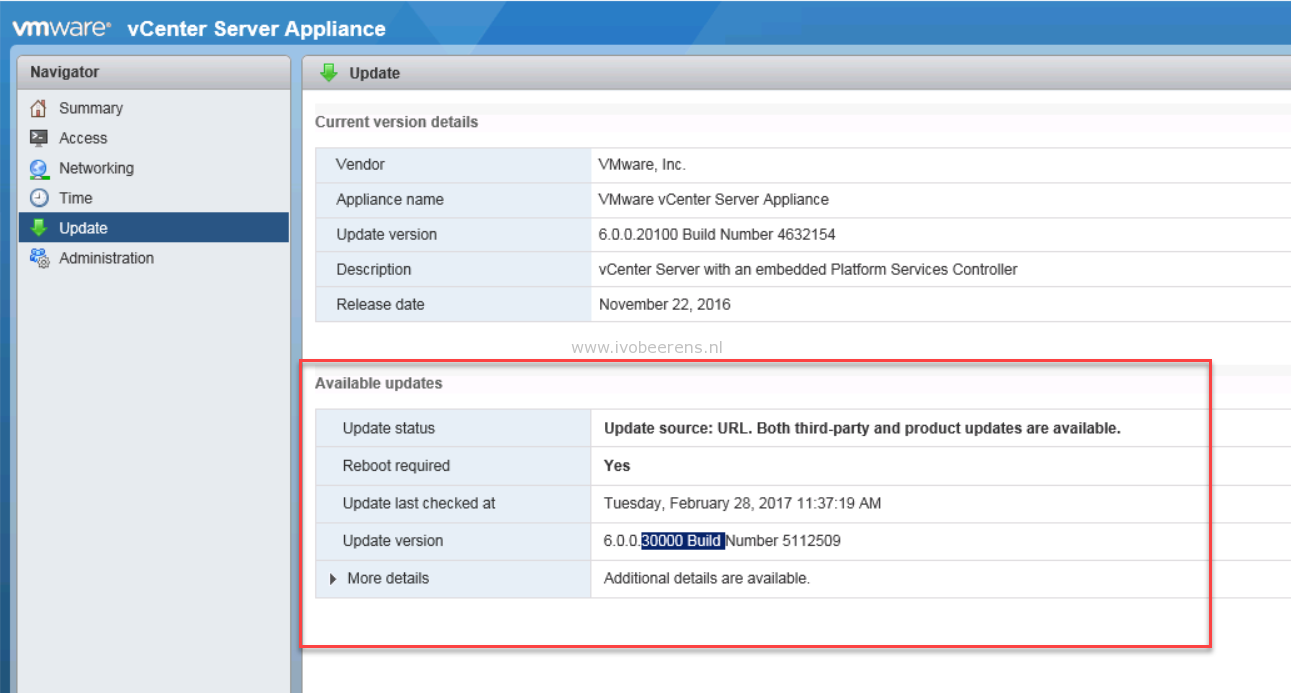 vmware® vCenter Server Appliance
Navigator
Summary
Access
Networking
Time
Update
Administration
Update
Current version details
Vendor VMware, Inc.
Appliance name VMware vCenter Server Appliance
Update version 6.0.0.20100 Build Number 4632154
Description vCenter Server with an embedded Platform Services Controller
Release date November 22, 2016
www.ivobeerens.nl
Available updates
Update status Update source: URL. Both third-party and product updates are available.
Reboot required Yes
Update last checked at Tuesday, February 28, 2017 11:37:19 AM
Update version 6.0.0.30000 Build Number 5112509
More details Additional details are available.